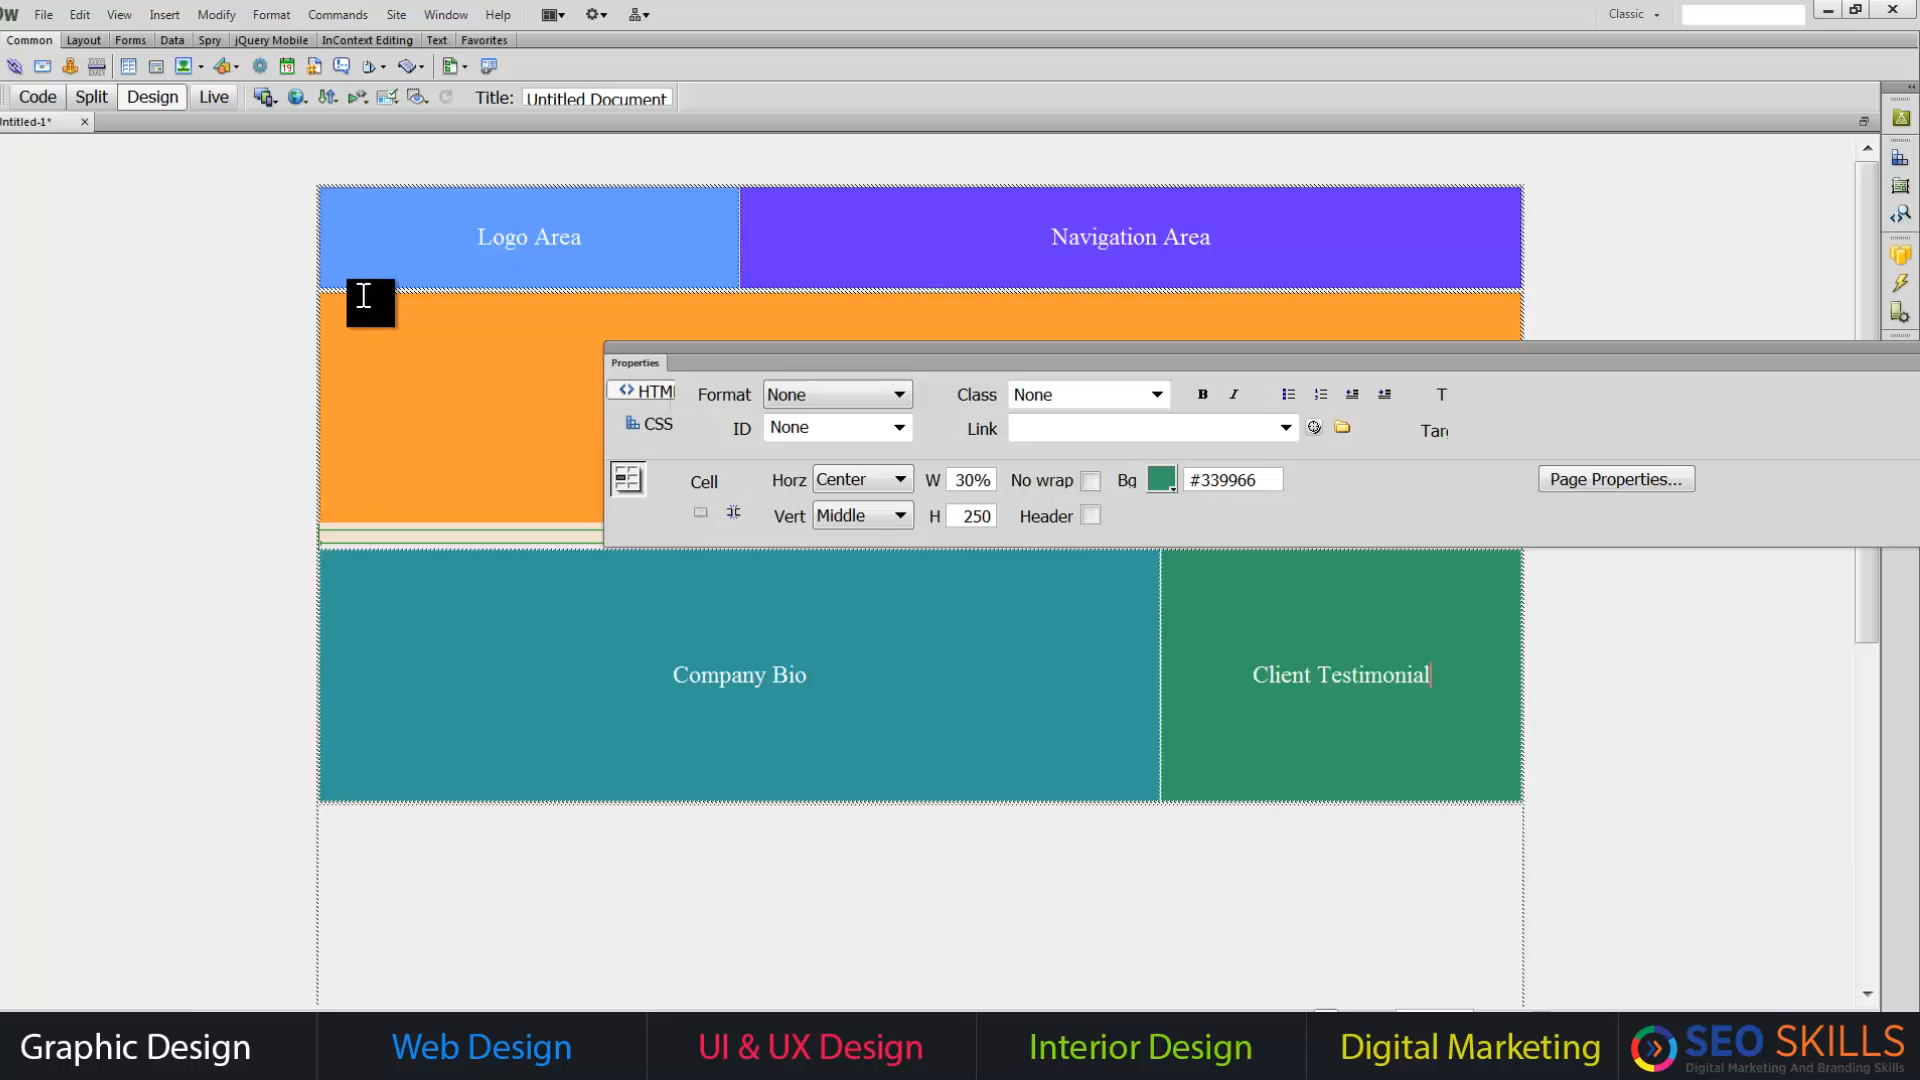 W File Edit View Insert Modify Format Commands Site Window Help Classic
Common Layout Forms Data Spry jQuery Mobile InContext Editing Text Favorites
Code Split Design Live Title: Untitled Document
ntitled-1*
Logo Area Navigation Area
Properties
HTML Format None Class None B I T
CSS ID None Link Targ
Cell Horz Center W 30% No wrap Bg #339966 Page Properties...
Vert Middle H 250 Header
Company Bio Client Testimonial
Graphic Design Web Design UI & UX Design Interior Design Digital Marketing SEO SKILLS
Digital Marketing And Branding Skills